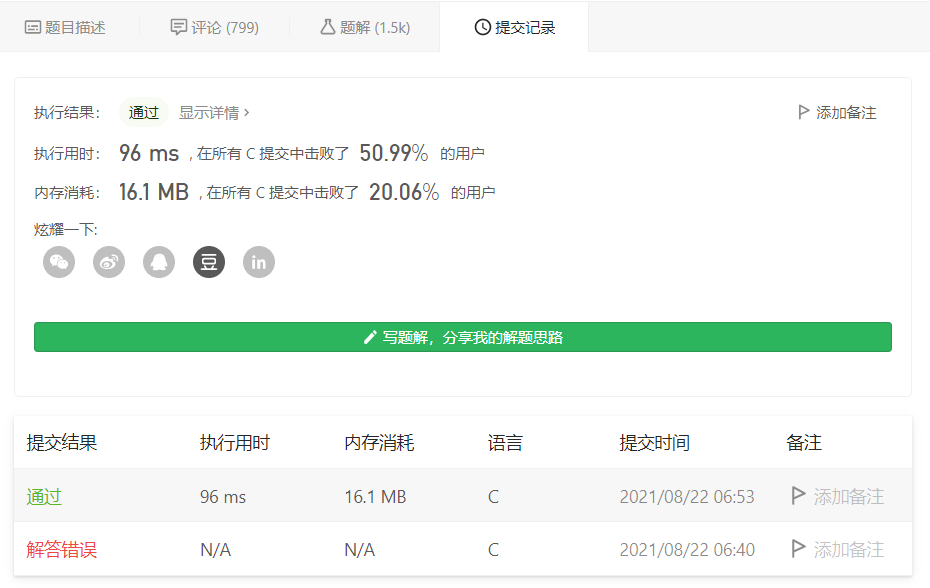 题目描述 评论 (799) 题解 (1.5k) 提交记录
执行结果： 通过 显示详情 > 添加备注
执行用时： 96 ms , 在所有 C 提交中击败了 50.99% 的用户
内存消耗： 16.1 MB , 在所有 C 提交中击败了 20.06% 的用户
炫耀一下:
豆 in
写题解，分享我的解题思路
提交结果 执行用时 内存消耗 语言 提交时间 备注
通过 96 ms 16.1 MB C 2021/08/22 06:53 添加备注
解答错误 N/A N/A C 2021/08/22 06:40 添加备注